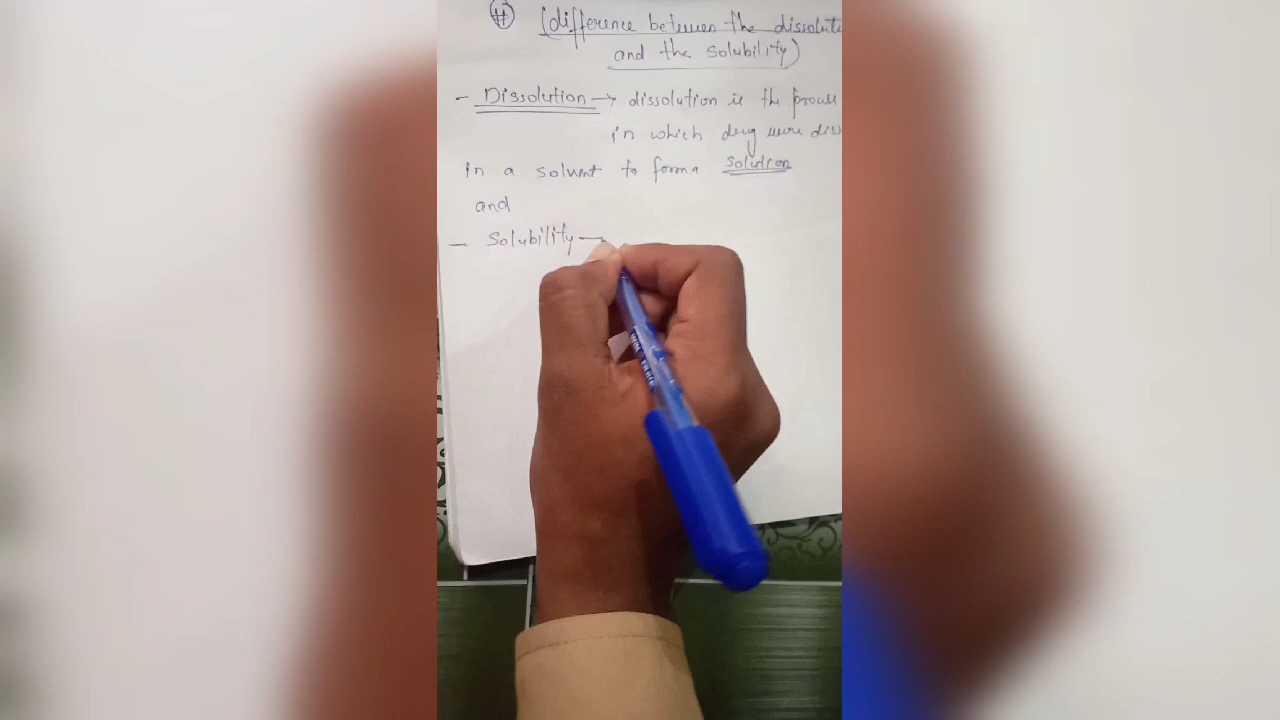 (difference between the
and the solubility)
- Dissolution → dissolution is the
in which drug were
in a solvent to form a solution
and
- Solubility →